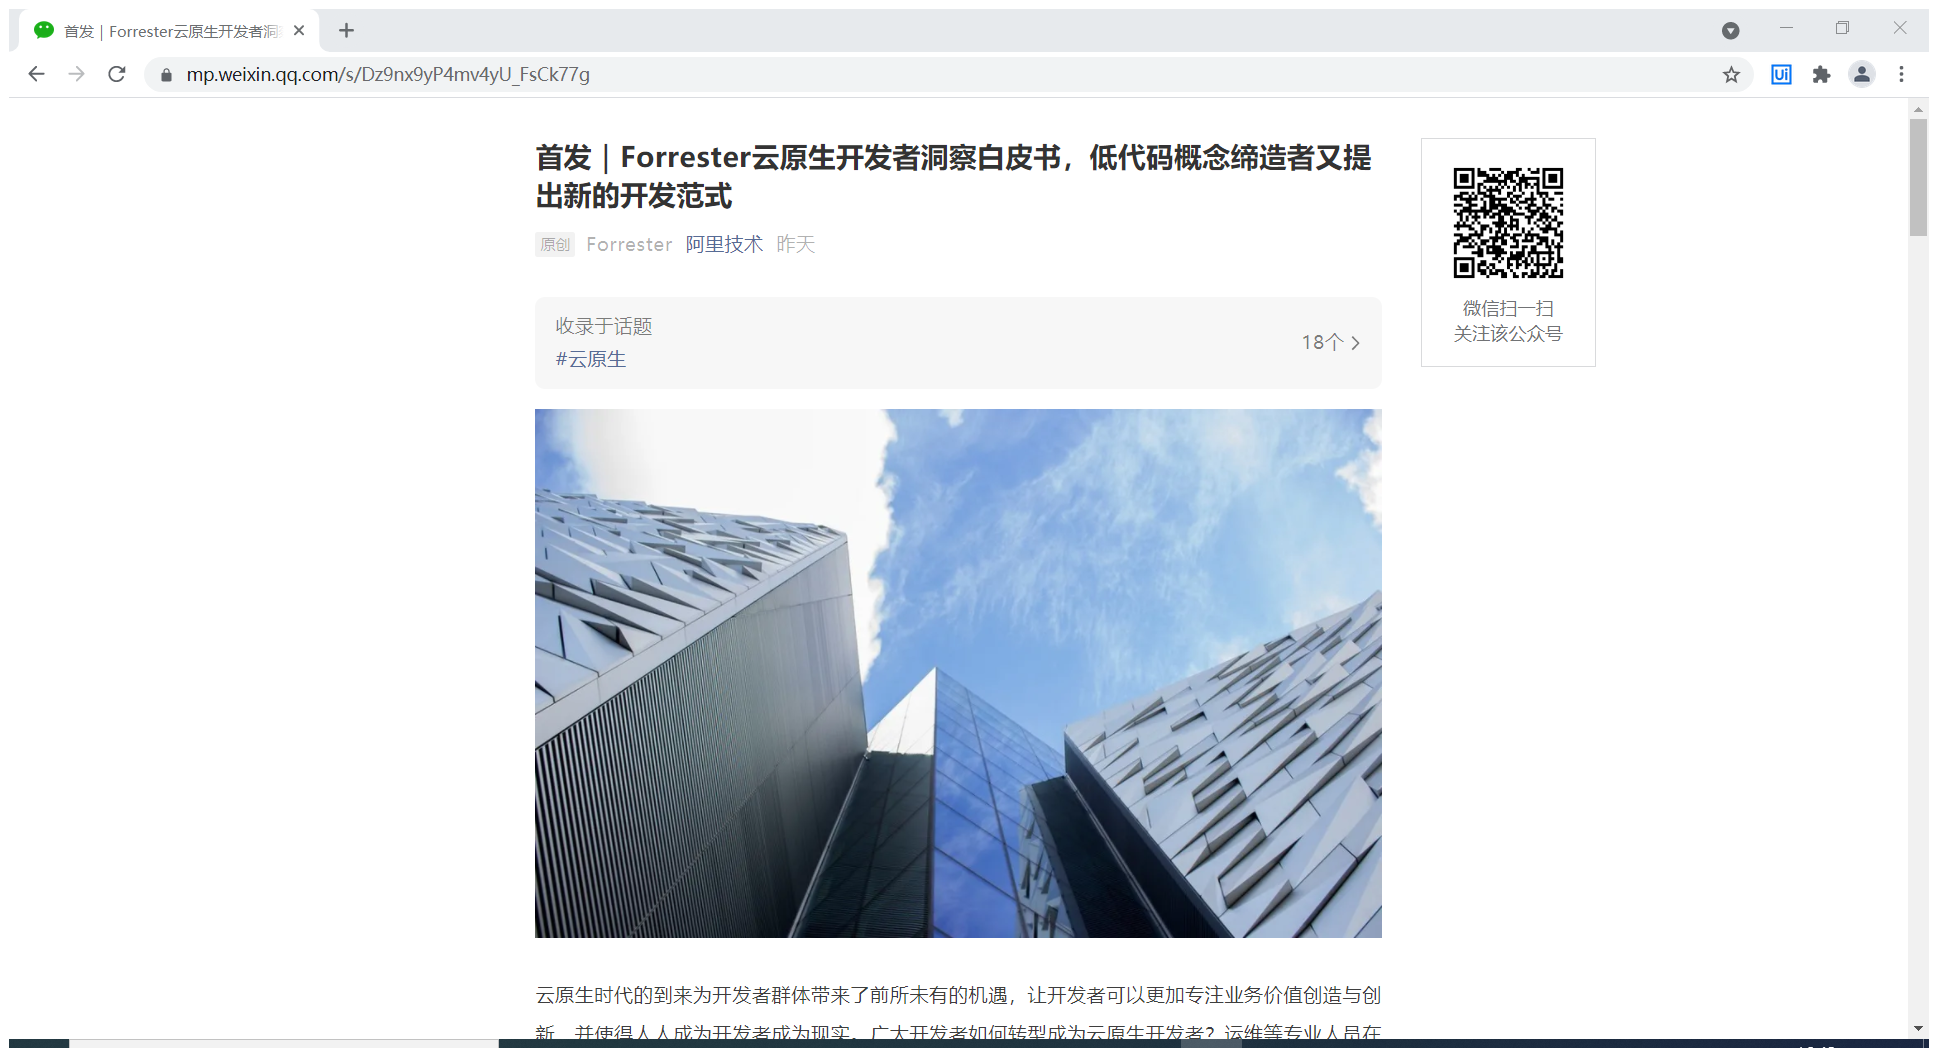 首发 | Forrester云原生开发者洞
mp.weixin.qq.com/s/Dz9nx9yP4mv4yU_FsCk77g
Ui
首发 | Forrester云原生开发者洞察白皮书，低代码概念缔造者又提
出新的开发范式
原创 Forrester 阿里技术 昨天
收录于话题
#云原生
18个
微信扫一扫
关注该公众号
云原生时代的到来为开发者群体带来了前所未有的机遇，让开发者可以更加专注业务价值创造与创
新，并使得人人成为开发者成为现实。广大开发者如何转型成为云原生开发者？运维等专业人员在